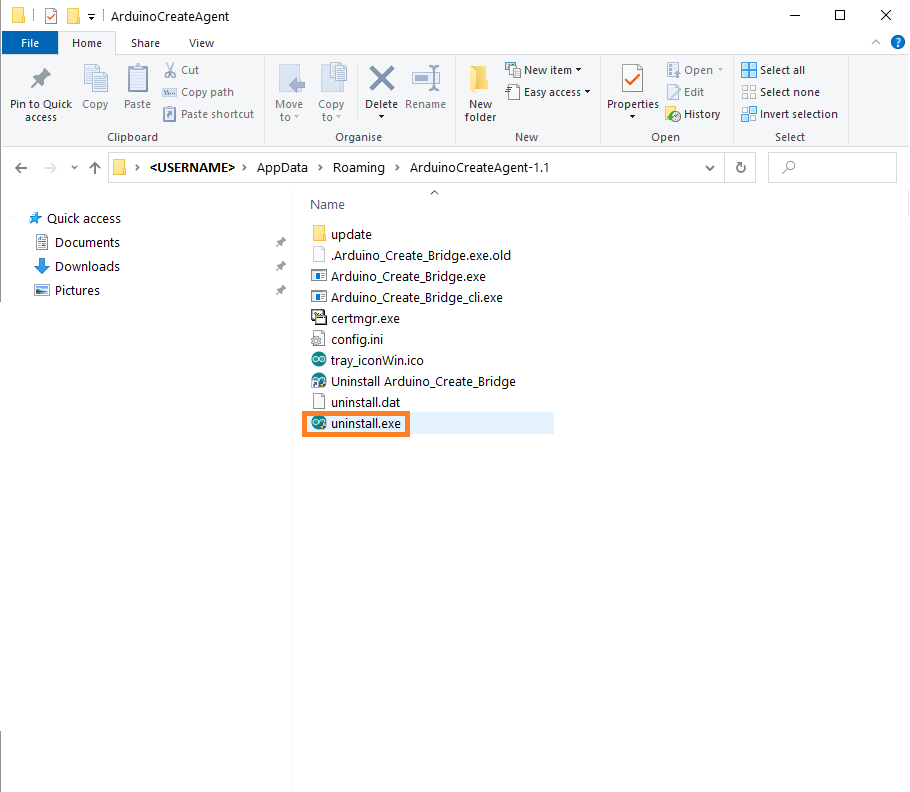 ArduinoCreateAgent
File Home Share View
Pin to Quick access
Copy
Paste
Cut
Copy path
Paste shortcut
Clipboard
Move to
Copy to
Delete
Rename
Organise
New folder
New item
Easy access
New
Properties
Open
Edit
History
Open
Select all
Select none
Invert selection
Select
<USERNAME> > AppData > Roaming > ArduinoCreateAgent-1.1
Name
Quick access
Documents
Downloads
Pictures
update
.Arduino_Create_Bridge.exe.old
Arduino_Create_Bridge.exe
Arduino_Create_Bridge_cli.exe
certmgr.exe
config.ini
tray_iconWin.ico
Uninstall Arduino_Create_Bridge
uninstall.dat
uninstall.exe